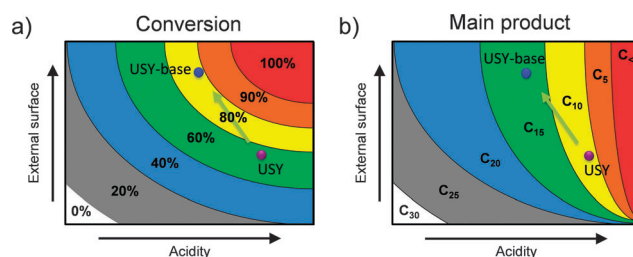 a)
Conversion
External surface
USY-base
100%
90%
80%
60%
USY
40%
20%
0%
Acidity
b)
Main product
External surface
USY-base
C<
C5
C10
C15
USY
C20
C25
C30
Acidity